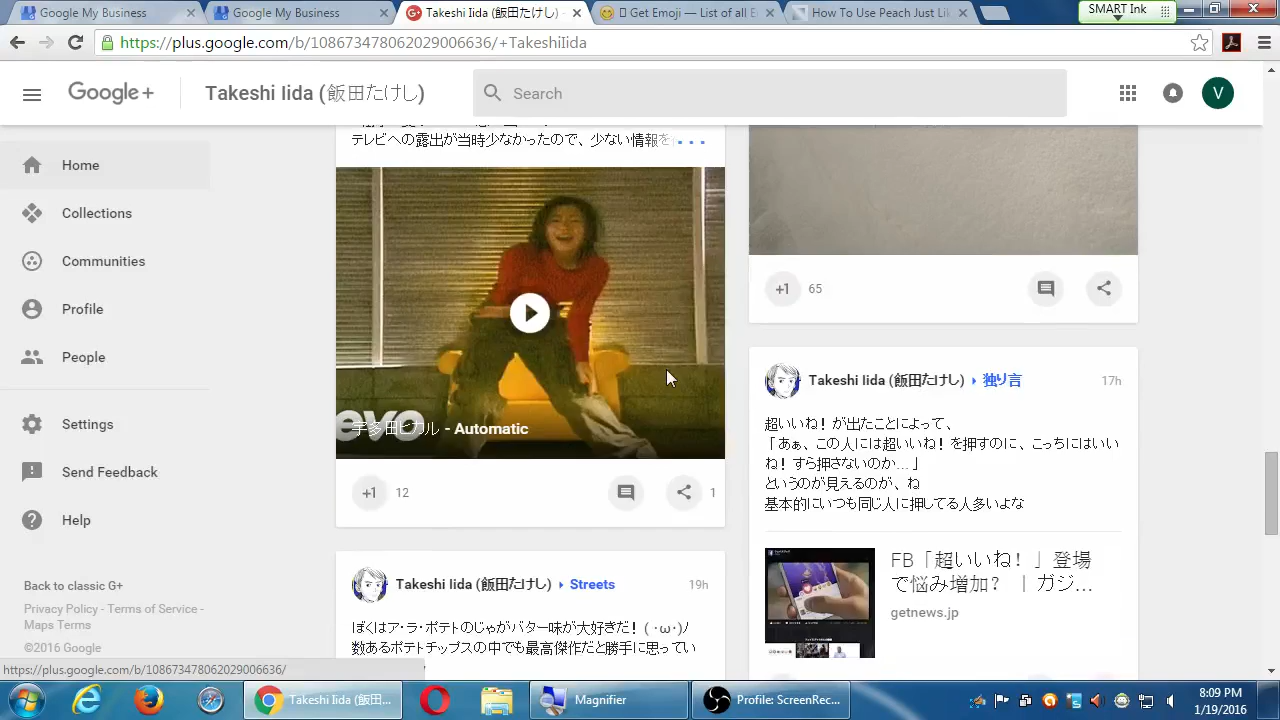 Google My Business
Google My Business
Takeshi Iida (飯田たけし) -
Get Emoji — List of all E
How To Use Peach Just Lik
SMART Ink
https://plus.google.com/b/108673478062029006636/+TakeshiIida
Google+
Takeshi Iida (飯田たけし)
Search
V
Home
Collections
Communities
Profile
People
Settings
Send Feedback
Help
Back to classic G+
Privacy Policy - Terms of Service -
Maps Terms
©2016 Google
https://plus.google.com/b/108673478062029006636/
テレビへの露出が当時少なかったので、少ない情報を
...
evo
宇多田ヒカル - Automatic
+1 12
1
Takeshi Iida (飯田たけし) Streets
19h
ぼくはア・ラ・ポテトのじゃがバター味が大好きだ！( ･ω･)/
テトチップスの中でも最高傑作だと勝手に思ってい
+1 65
Takeshi Iida (飯田たけし) 独り言
17h
超いいね！が出たことによって、
「あぁ、この人には超いいね！を押すのに、こっちにはいい
ね！すら押さないのか...」
というのが見えるのが、ね
基本的にいつも同じ人に押してる人多いよな
FB「超いいね！」登場
で悩み増加？｜ガジ...
getnews.jp
Takeshi Iida (飯田...
Magnifier
Profile: ScreenRec...
8:09 PM
1/19/2016